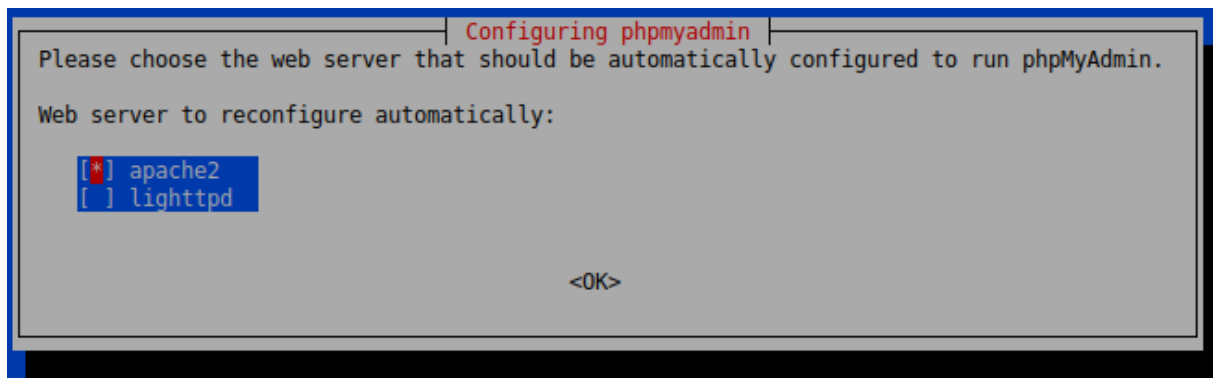 Configuring phpmyadmin
Please choose the web server that should be automatically configured to run phpMyAdmin.
Web server to reconfigure automatically:
[*] apache2
[ ] lighttpd
<OK>